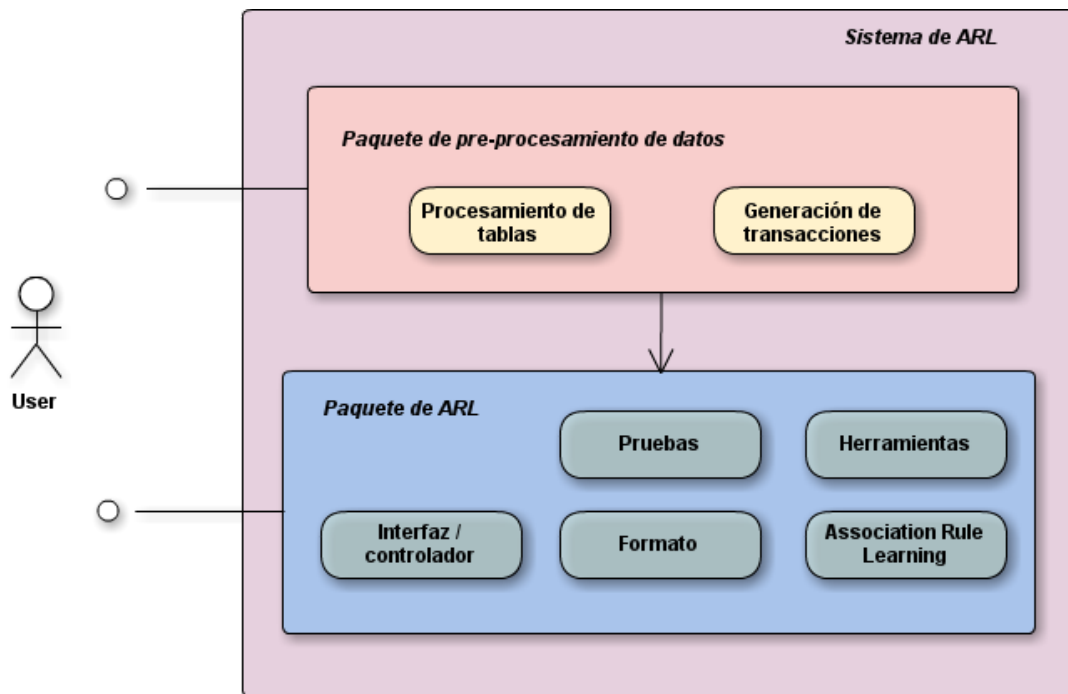 Sistema de ARL
Paquete de pre-procesamiento de datos
Procesamiento de
tablas
Generación de
transacciones
User
Paquete de ARL
Pruebas
Herramientas
Interfaz /
controlador
Formato
Association Rule
Learning